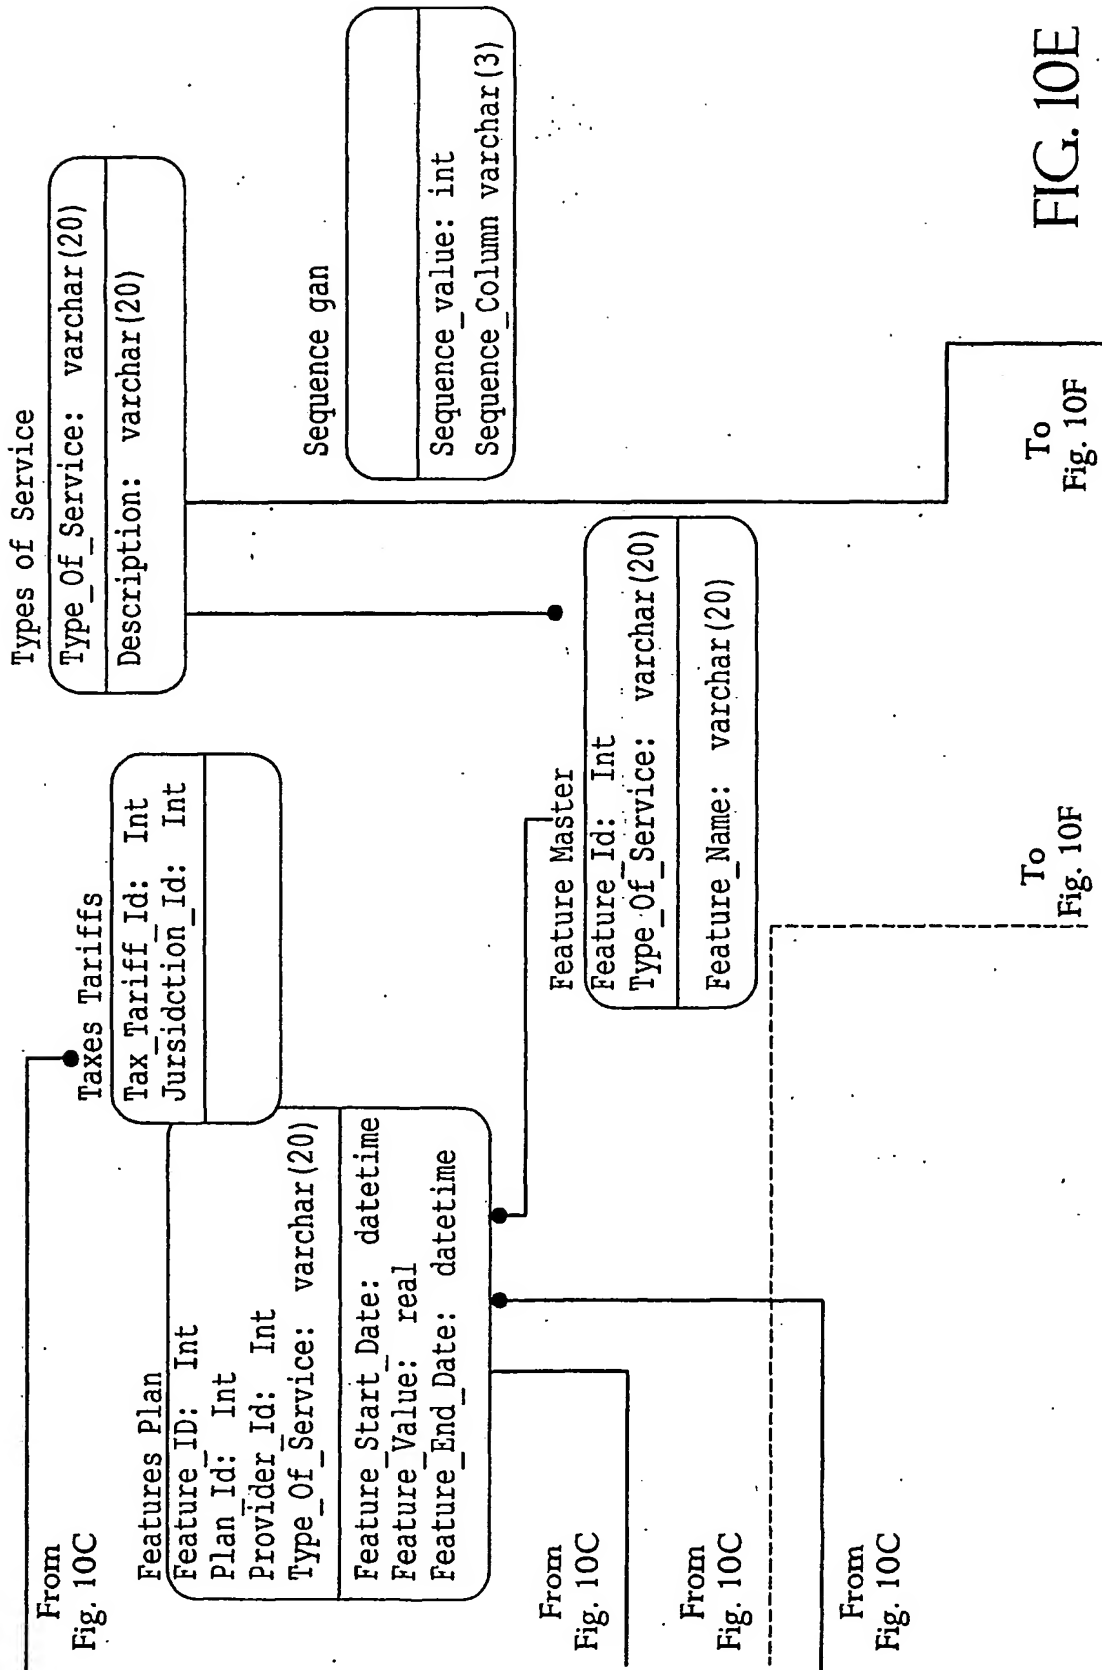 From
Fig. 10C
Taxes Tariffs
Tax_Tariff_Id: Int
Jursidction_Id: Int
Types of Service
Type_Of_Service: varchar(20)
Description: varchar(20)
Features Plan
Feature_ID: Int
Plan_Id: Int
Provider_Id: Int
Type_Of_Service: varchar(20)
Feature_Start_Date: datetime
Feature_Value: real
Feature_End_Date: datetime
Sequence gan
Sequence_value: int
Sequence_Column varchar(3)
Feature Master
Feature_Id: Int
Type_Of_Service: varchar(20)
Feature_Name: varchar(20)
From
Fig. 10C
From
Fig. 10C
From
Fig. 10C
To
Fig. 10F
To
Fig. 10F
FIG. 10E